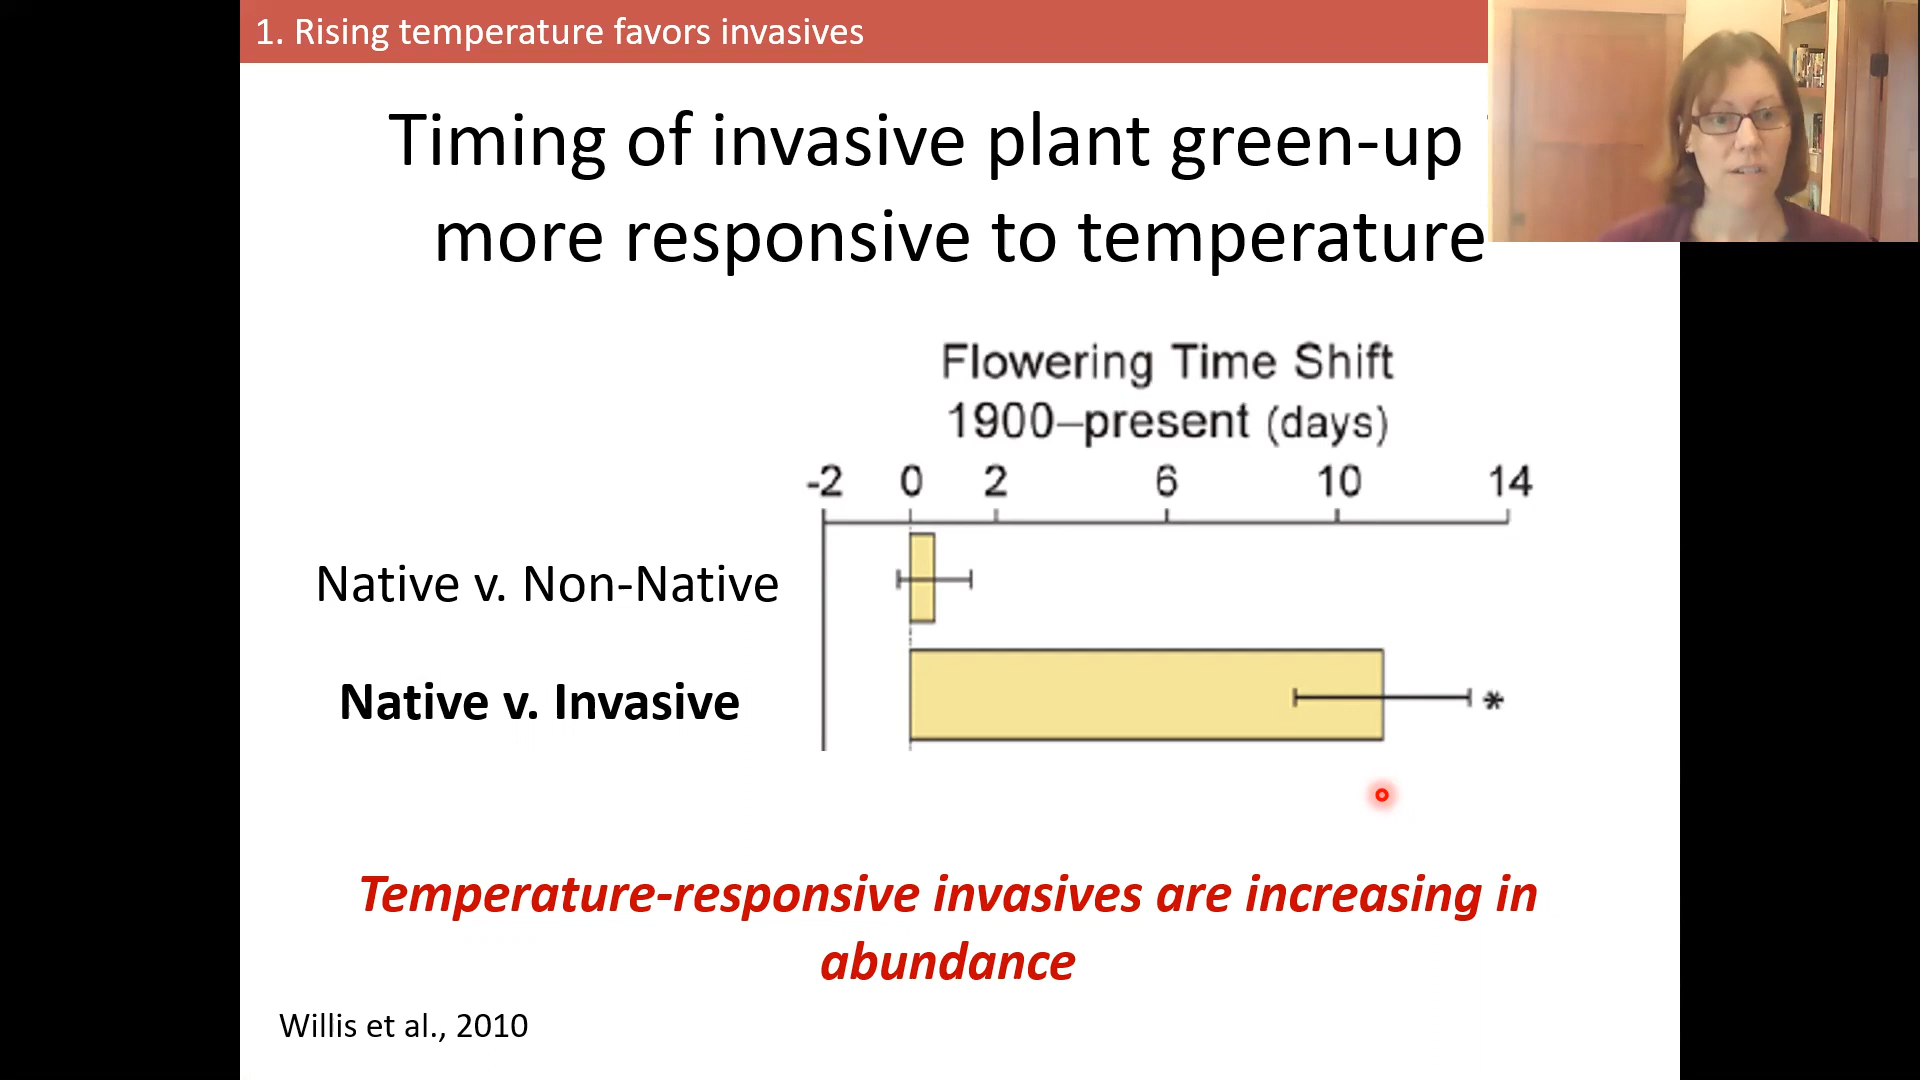 1. Rising temperature favors invasives
Timing of invasive plant green-up
more responsive to temperature
Flowering Time Shift
1900–present (days)
-2 0 2 6 10 14
Native v. Non-Native
Native v. Invasive
*
Temperature-responsive invasives are increasing in
abundance
Willis et al., 2010